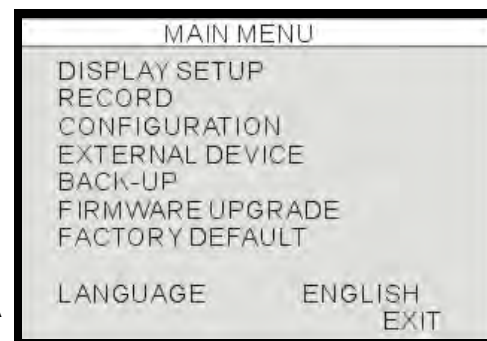 MAIN MENU
DISPLAY SETUP
RECORD
CONFIGURATION
EXTERNAL DEVICE
BACK-UP
FIRMWARE UPGRADE
FACTORY DEFAULT
LANGUAGE ENGLISH
EXIT